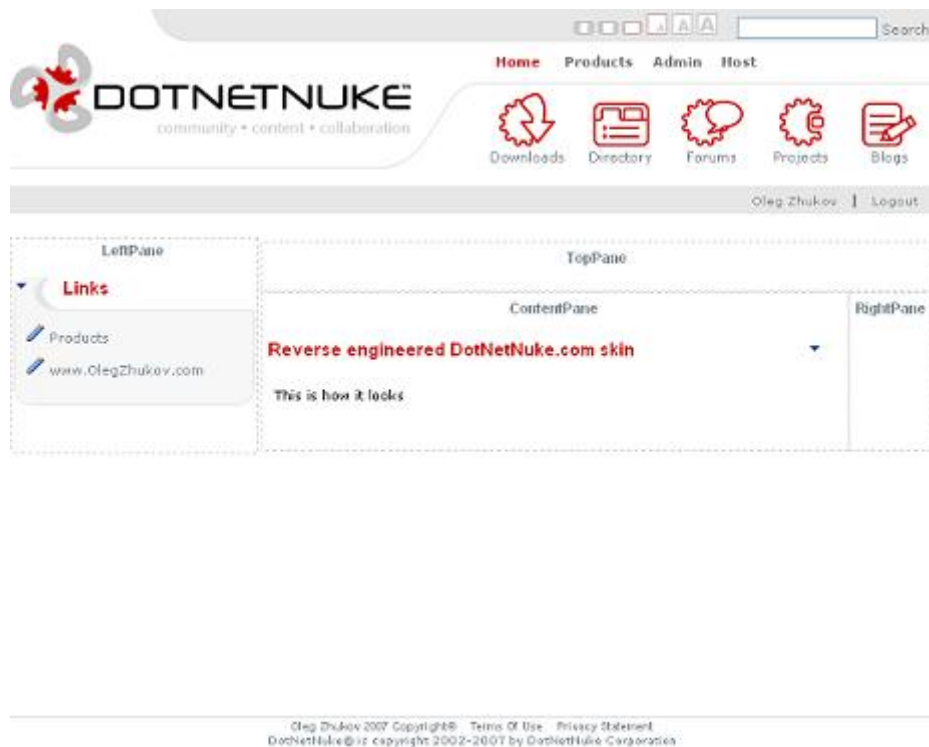 A A A Search
Home Products Admin Host
DOTNETNUKE
community • content • collaboration
Downloads Directory Forums Projects Blogs
Oleg Zhukov | Logout
LeftPane
TopPane
Links
ContentPane
RightPane
Products
Reverse engineered DotNetNuke.com skin
www.OlegZhukov.com
This is how it looks
Oleg Zhukov 2007 Copyright® Terms Of Use Privacy Statement
DotNetNuke® is copyright 2002-2007 by DotNetNuke Corporation